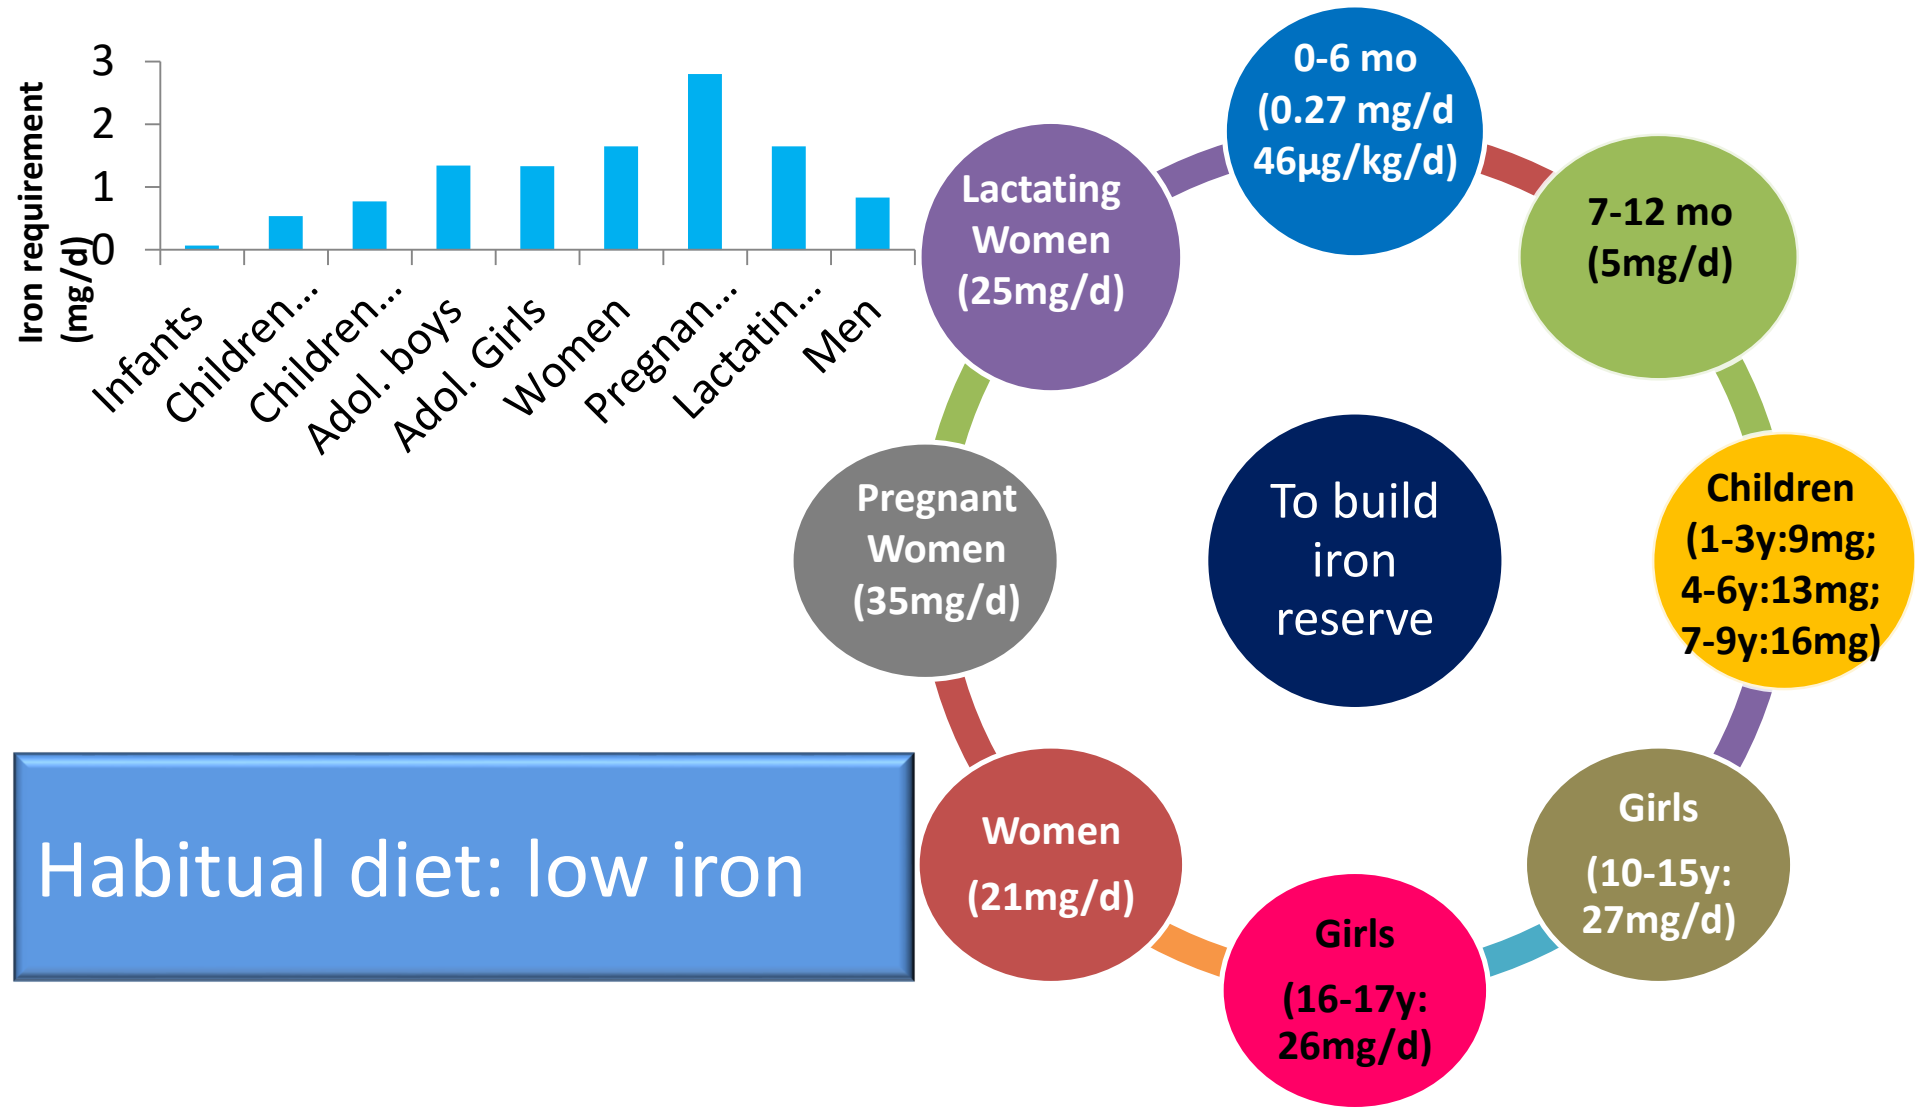 Iron requirement
(mg/d)
3
2
1
0
Infants
Children...
Children...
Adol. boys
Adol. Girls
Women
Pregnan...
Lactatin...
Men
0-6 mo
(0.27 mg/d
46µg/kg/d)
7-12 mo
(5mg/d)
Children
(1-3y:9mg;
4-6y:13mg;
7-9y:16mg)
Girls
(10-15y:
27mg/d)
Girls
(16-17y:
26mg/d)
Women
(21mg/d)
Pregnant
Women
(35mg/d)
Lactating
Women
(25mg/d)
To build
iron
reserve
Habitual diet: low iron